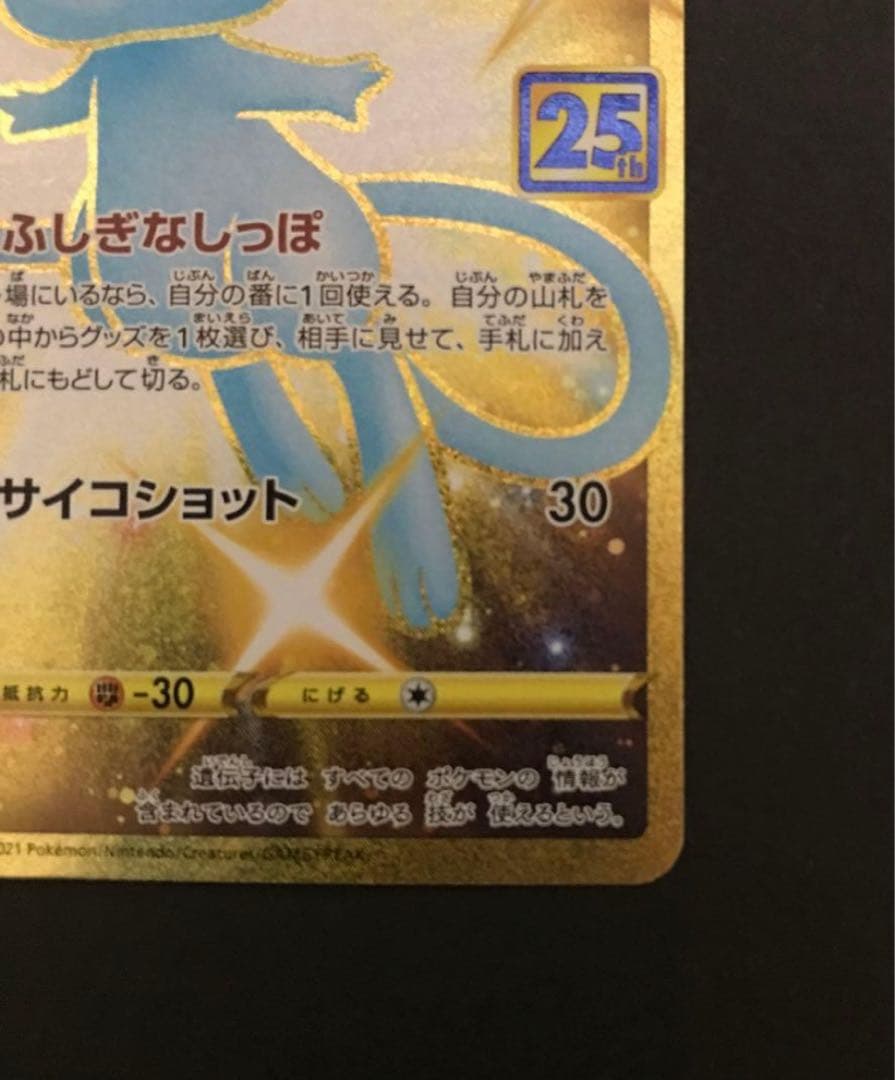 25th
ふしぎなしっぽ
場にいるなら、自分の番に1回使える。自分の山札を
の中からグッズを1枚選び、相手に見せて、手札に加え
札にもどして切る。
サイコショット 30
抵抗力 -30 にげる
遺伝子には すべての ポケモンの 情報が
含まれているので あらゆる 技が 使えるという。
021 Pokémon/Nintendo/Creatures/GAME FREAK.